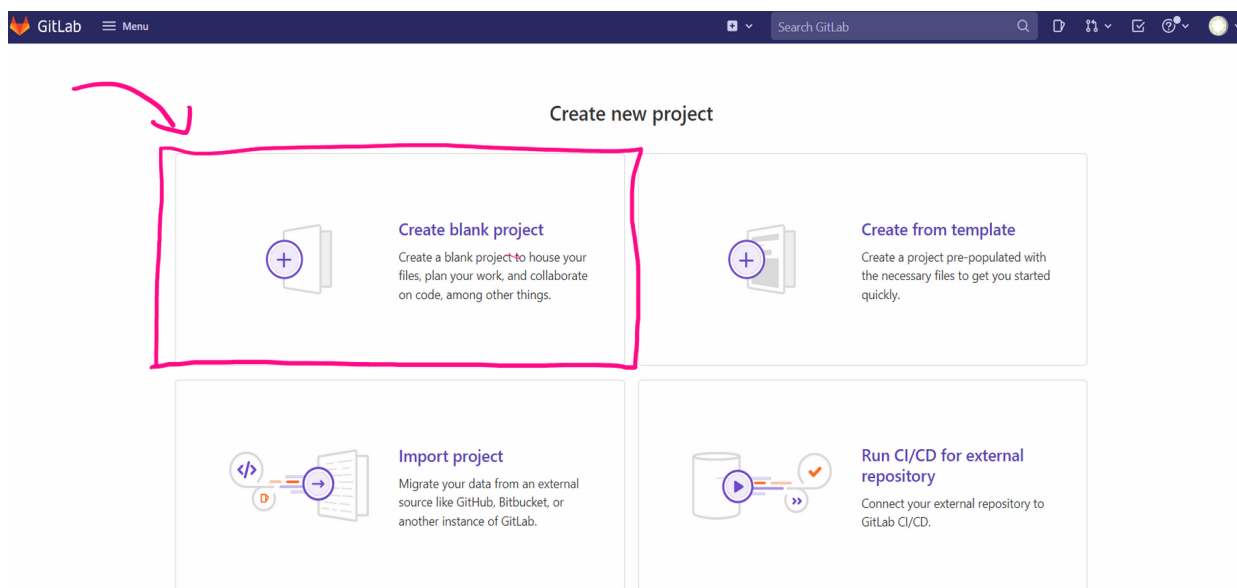 GitLab Menu Search GitLab
Create new project
Create blank project
Create a blank project to house your
files, plan your work, and collaborate
on code, among other things.
Create from template
Create a project pre-populated with
the necessary files to get you started
quickly.
Import project
Migrate your data from an external
source like GitHub, Bitbucket, or
another instance of GitLab.
Run CI/CD for external
repository
Connect your external repository to
GitLab CI/CD.